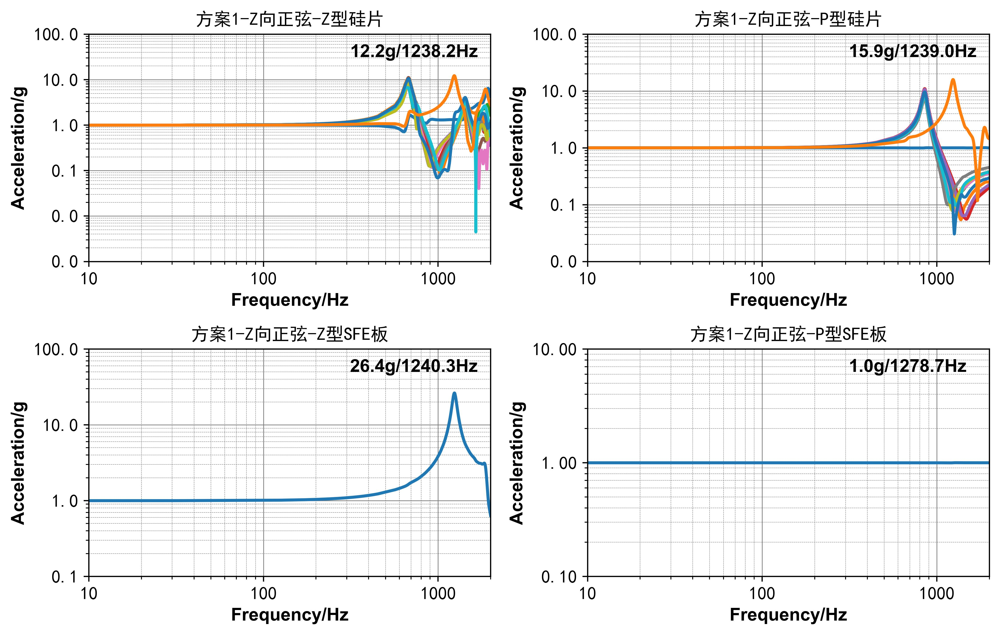 方案1-Z向正弦-Z型硅片
12.2g/1238.2Hz
100.0
10.0
1.0
0.1
0.0
0.0
Acceleration/g
10
100
1000
Frequency/Hz
方案1-Z向正弦-P型硅片
15.9g/1239.0Hz
100.0
10.0
1.0
0.1
0.0
Acceleration/g
10
100
1000
Frequency/Hz
方案1-Z向正弦-Z型SFE板
26.4g/1240.3Hz
100.0
10.0
1.0
0.1
Acceleration/g
10
100
1000
Frequency/Hz
方案1-Z向正弦-P型SFE板
1.0g/1278.7Hz
10.00
1.00
0.10
Acceleration/g
10
100
1000
Frequency/Hz